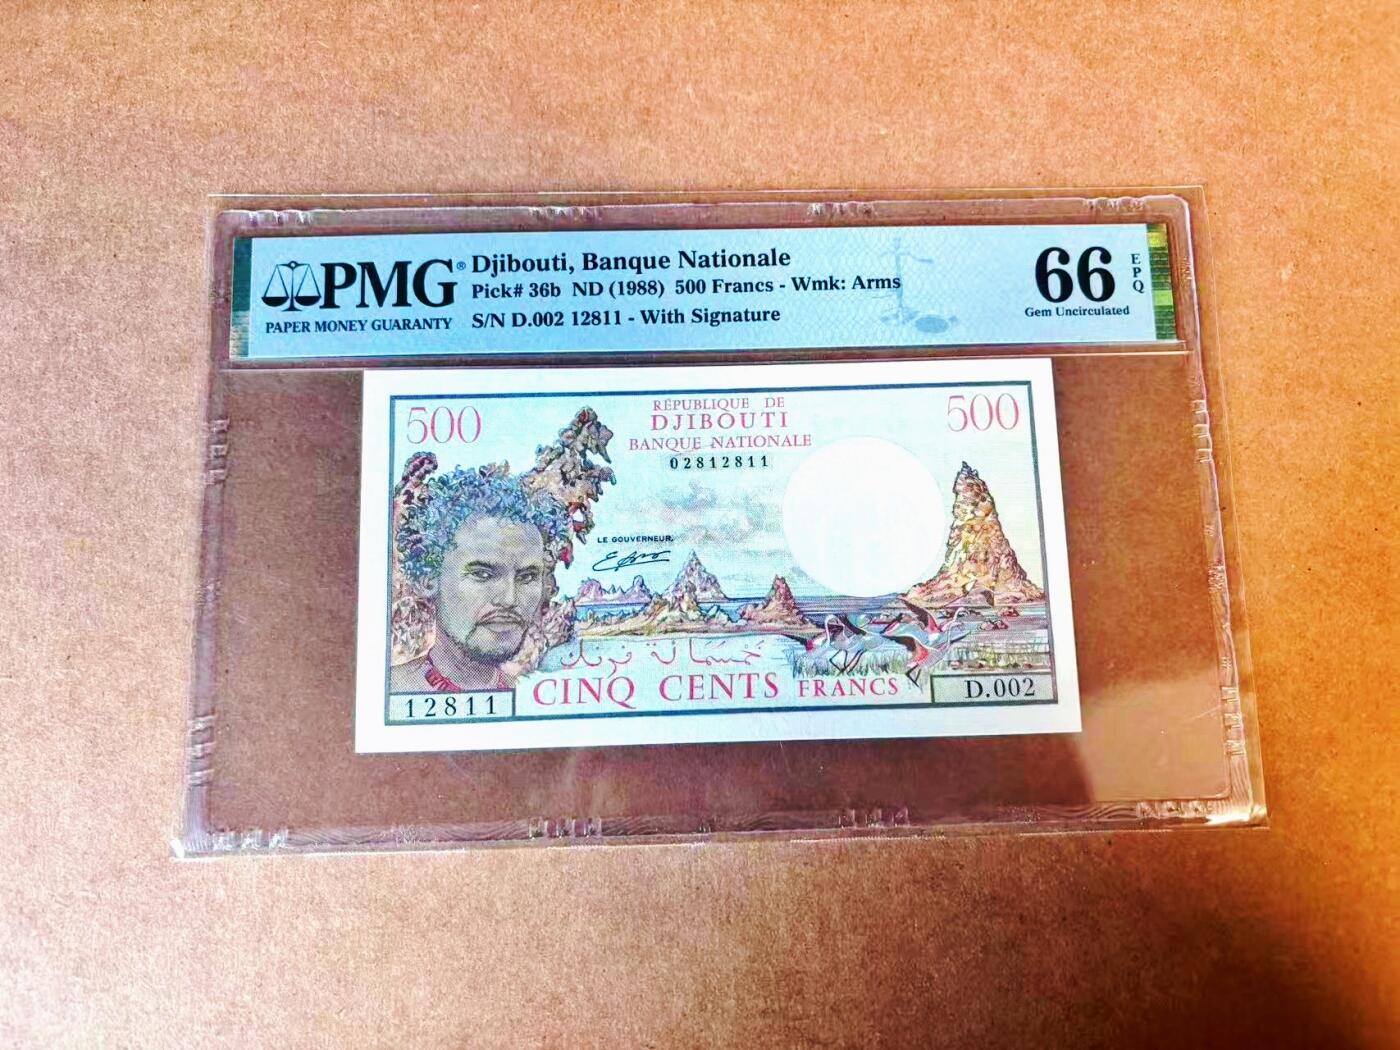 PMG®
PAPER MONEY GUARANTY
Djibouti, Banque Nationale
Pick# 36b ND (1988) 500 Francs - Wmk: Arms
S/N D.002 12811 - With Signature
66 EPQ
Gem Uncirculated
500
RÉPUBLIQUE DE
DJIBOUTI
BANQUE NATIONALE
02812811
500
LE GOUVERNEUR,
خمسمائة فرنك
CINQ CENTS FRANCS
12811
D.002